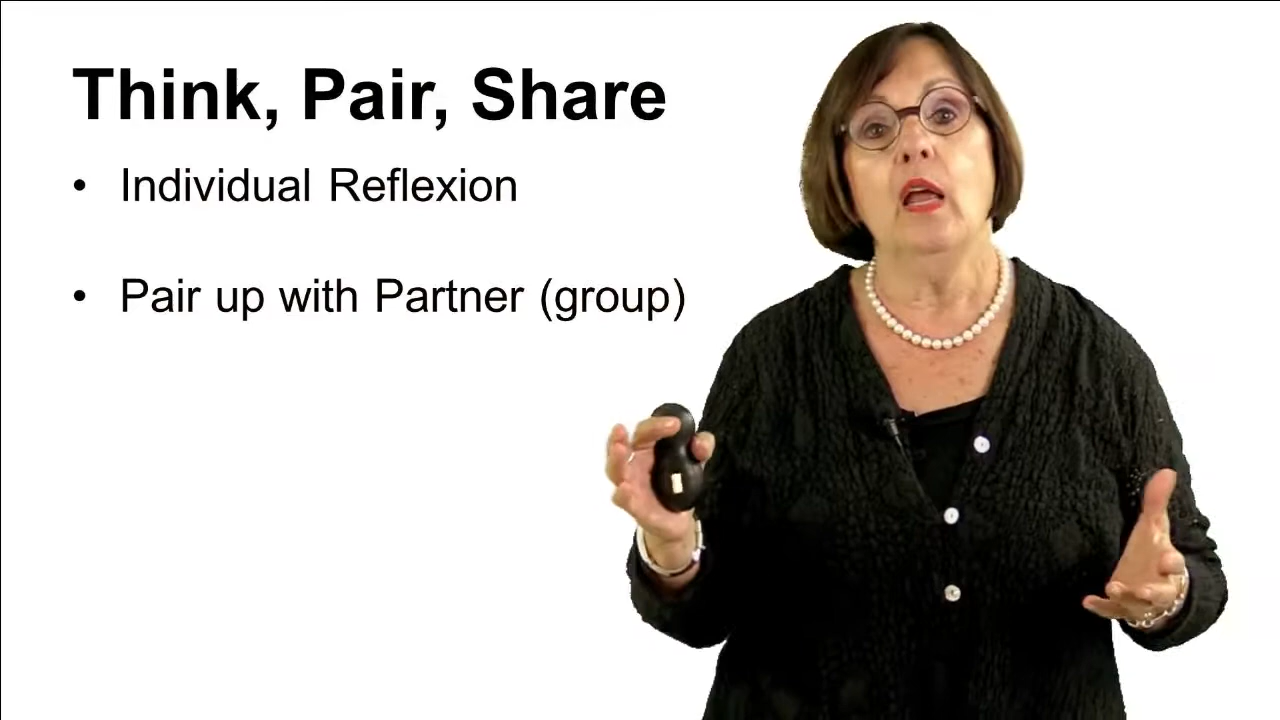 Think, Pair, Share
• Individual Reflexion
• Pair up with Partner (group)